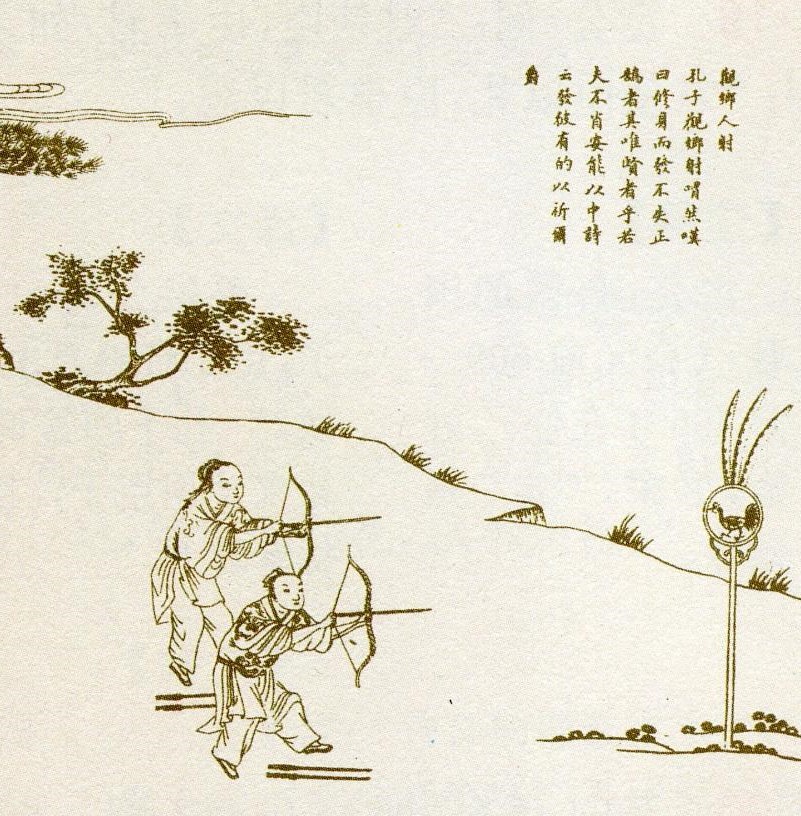 觀鄉人射
孔子觀鄉射喟然嘆
曰修身而發不失正
鵠者其唯賢者乎若
夫不肖安能以中詩
云發彼有的以祈爾
爵